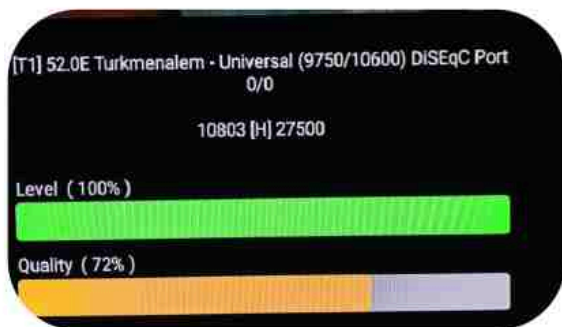 [T1] 52.0E Turkmenalem - Universal (9750/10600) DiSEqC Port
0/0
10803 [H] 27500
Level ( 100% )
Quality ( 72% )